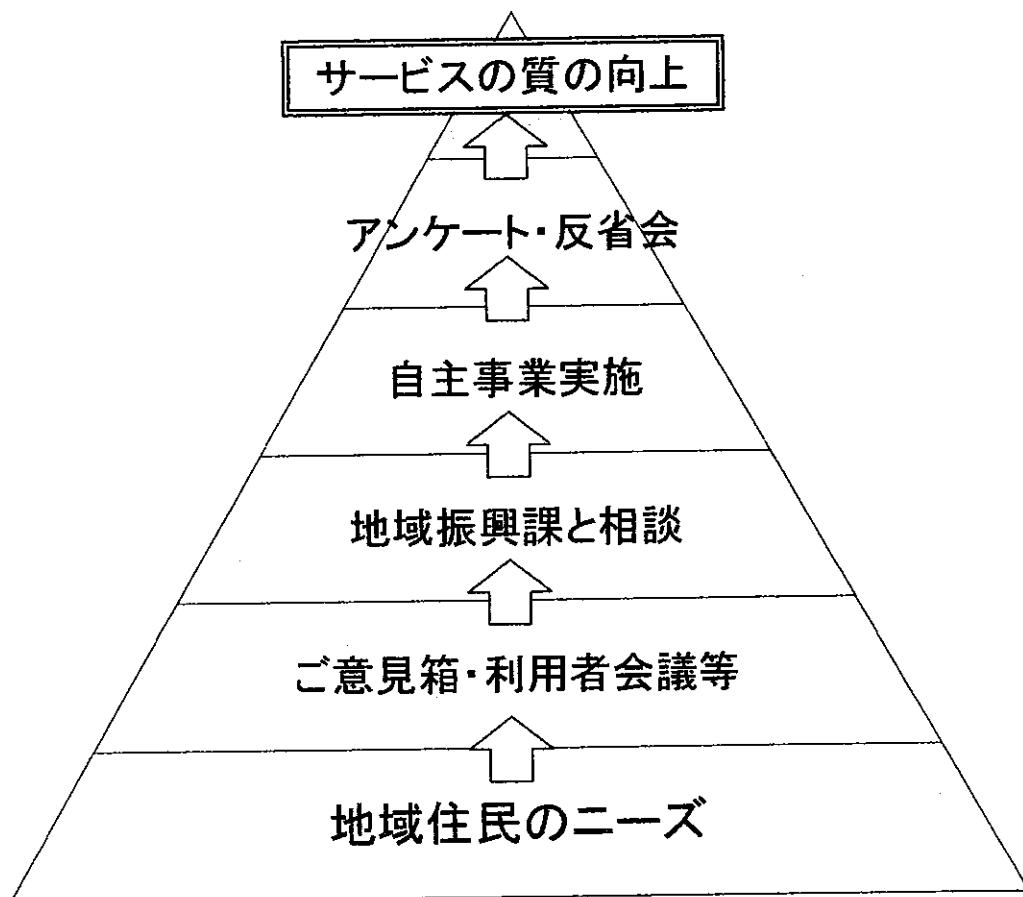 サービスの質の向上
アンケート・反省会
自主事業実施
地域振興課と相談
ご意見箱・利用者会議等
地域住民のニーズ